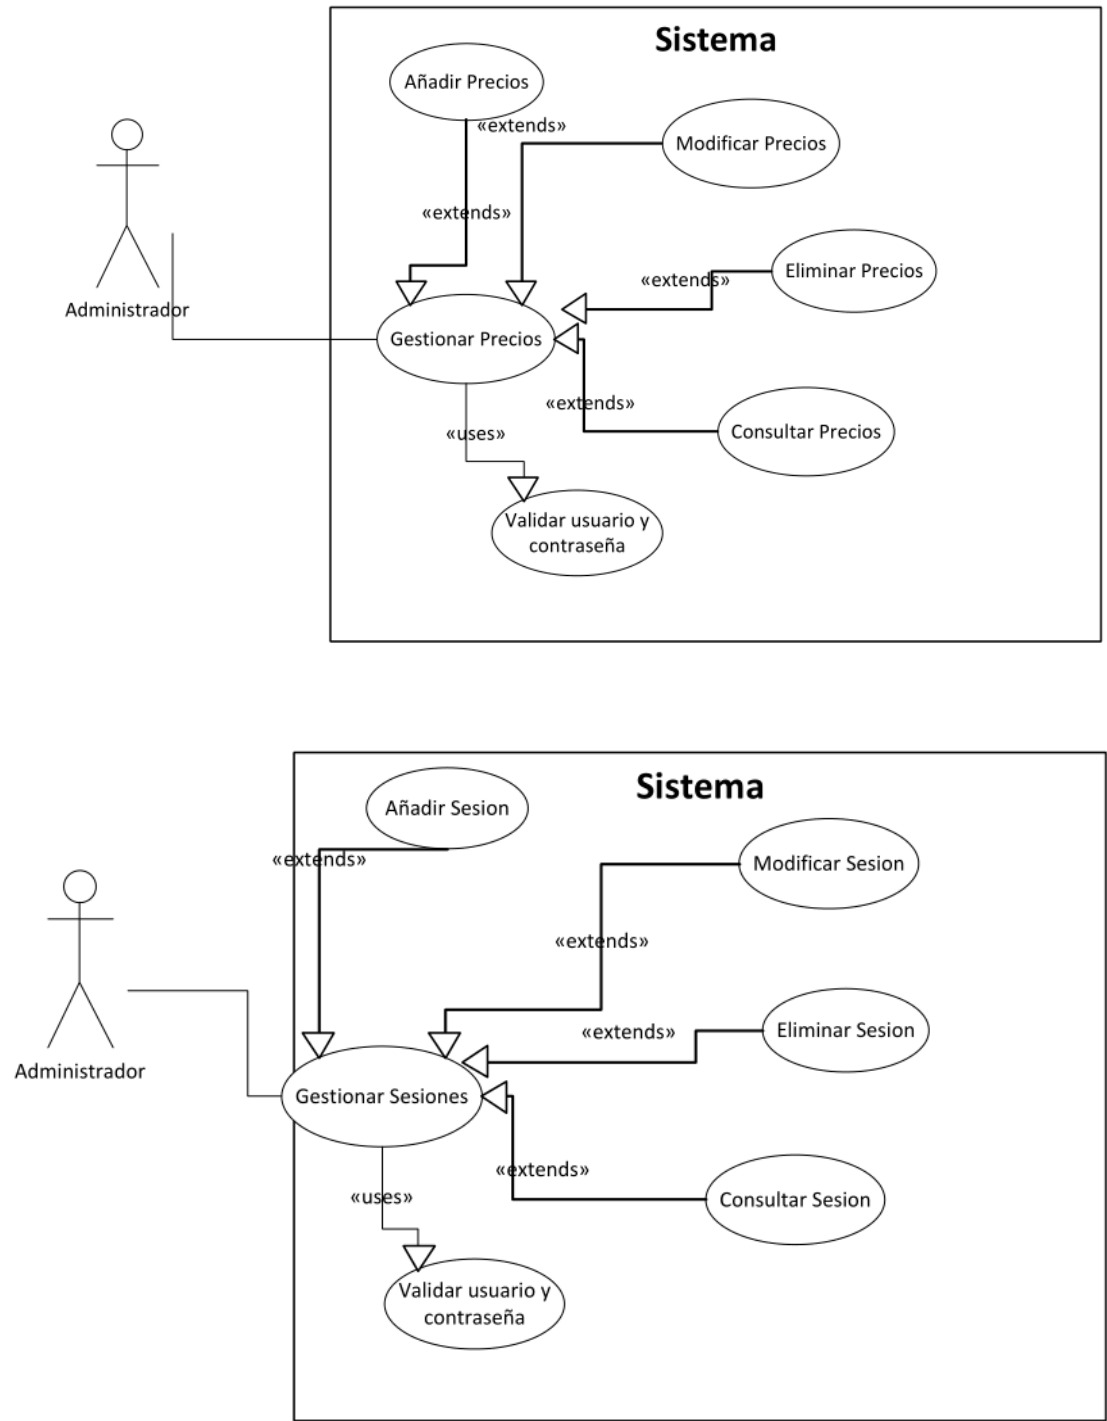 Sistema
Añadir Precios
«extends»
Modificar Precios
«extends»
Eliminar Precios
«extends»
Administrador
Gestionar Precios
«extends»
Consultar Precios
«uses»
Validar usuario y
contraseña
Sistema
Añadir Sesion
«extends»
Modificar Sesion
«extends»
Eliminar Sesion
«extends»
Administrador
Gestionar Sesiones
«extends»
Consultar Sesion
«uses»
Validar usuario y
contraseña